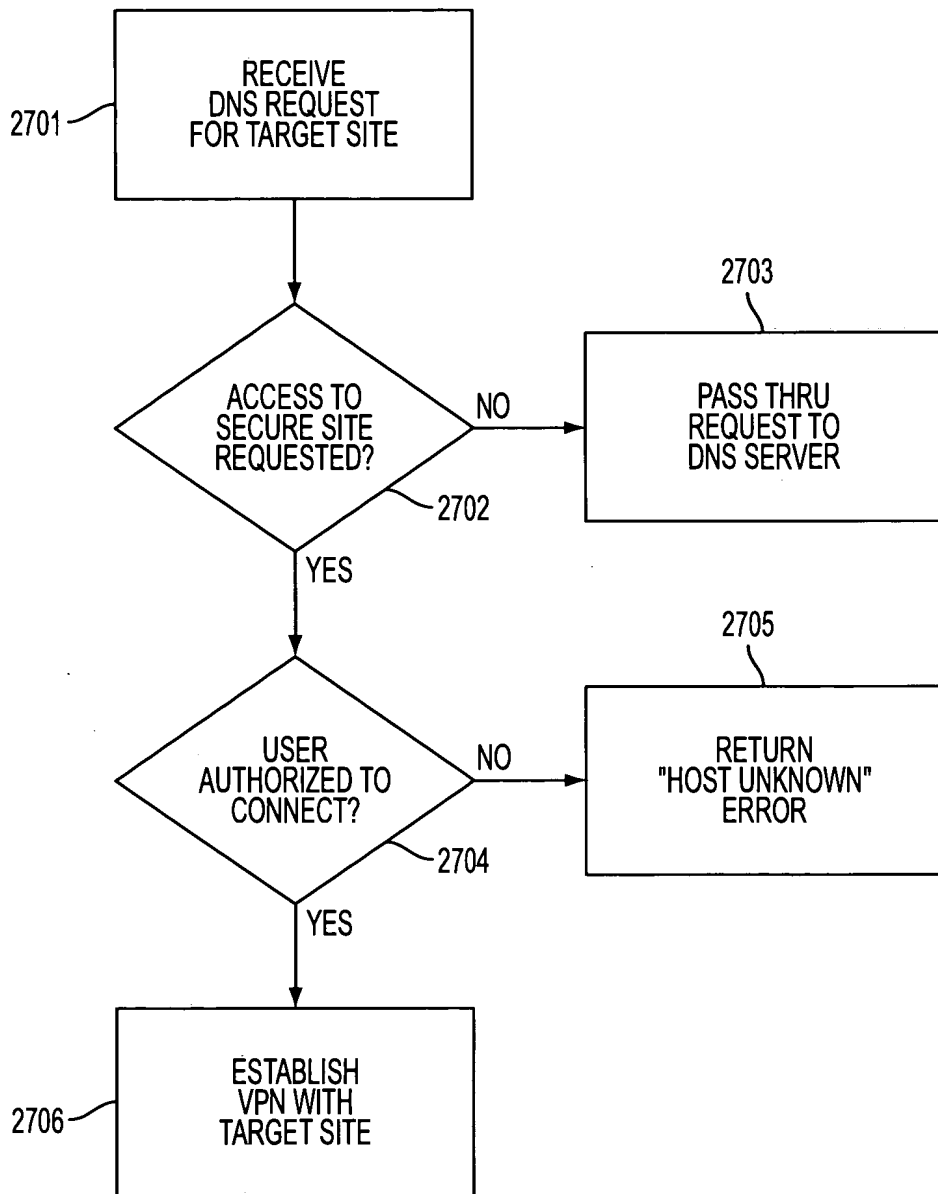 RECEIVE
DNS REQUEST
FOR TARGET SITE
2701
ACCESS TO
SECURE SITE
REQUESTED?
2702
NO
2703
PASS THRU
REQUEST TO
DNS SERVER
YES
USER
AUTHORIZED TO
CONNECT?
2704
NO
2705
RETURN
"HOST UNKNOWN"
ERROR
YES
ESTABLISH
VPN WITH
TARGET SITE
2706